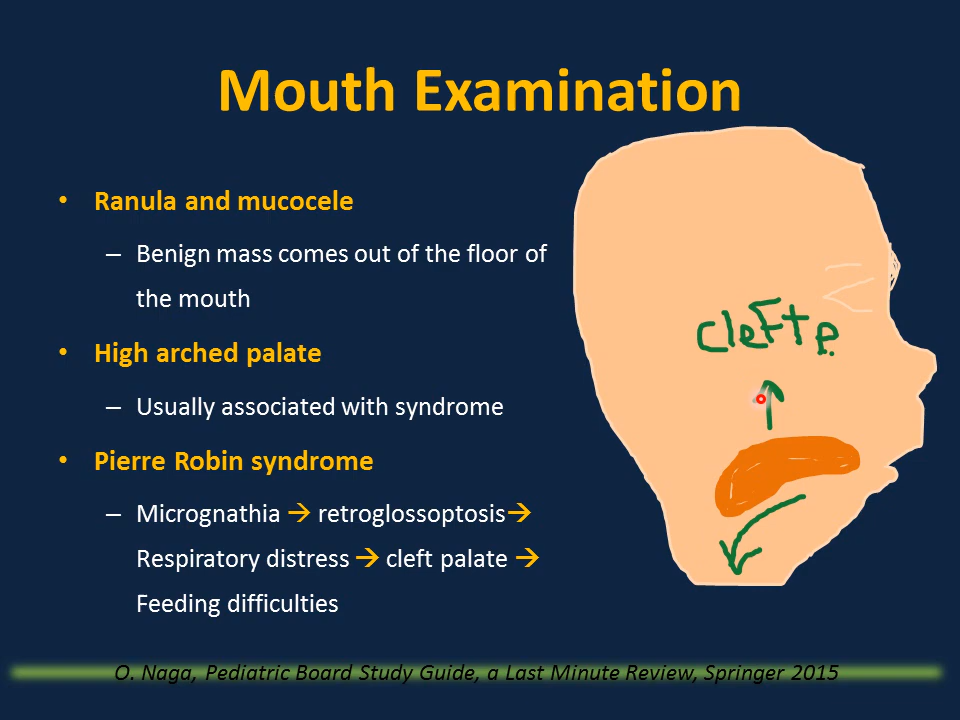 Mouth Examination
• Ranula and mucocele
– Benign mass comes out of the floor of
the mouth
• High arched palate
– Usually associated with syndrome
• Pierre Robin syndrome
– Micrognathia → retroglossoptosis→
Respiratory distress → cleft palate →
Feeding difficulties
clefte P.
O. Naga, Pediatric Board Study Guide, a Last Minute Review, Springer 2015